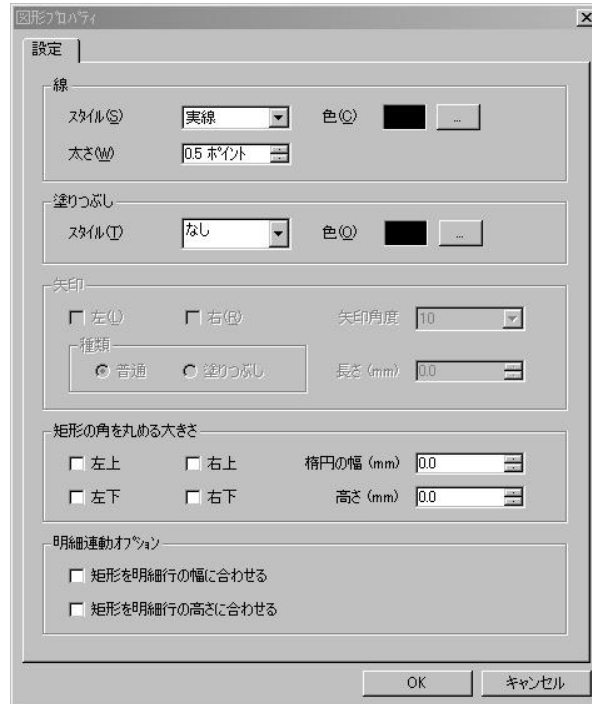 図形プロパティ
設定
線
スタイル(S) 実線 色(C) ...
太さ(W) 0.5 ポイント
塗りつぶし
スタイル(T) なし 色(O) ...
矢印
左(L) 右(R) 矢印角度 10
種類
普通 塗りつぶし 長さ (mm) 0.0
矩形の角を丸める大きさ
左上 右上 楕円の幅 (mm) 0.0
左下 右下 高さ (mm) 0.0
明細連動オプション
矩形を明細行の幅に合わせる
矩形を明細行の高さに合わせる
OK キャンセル